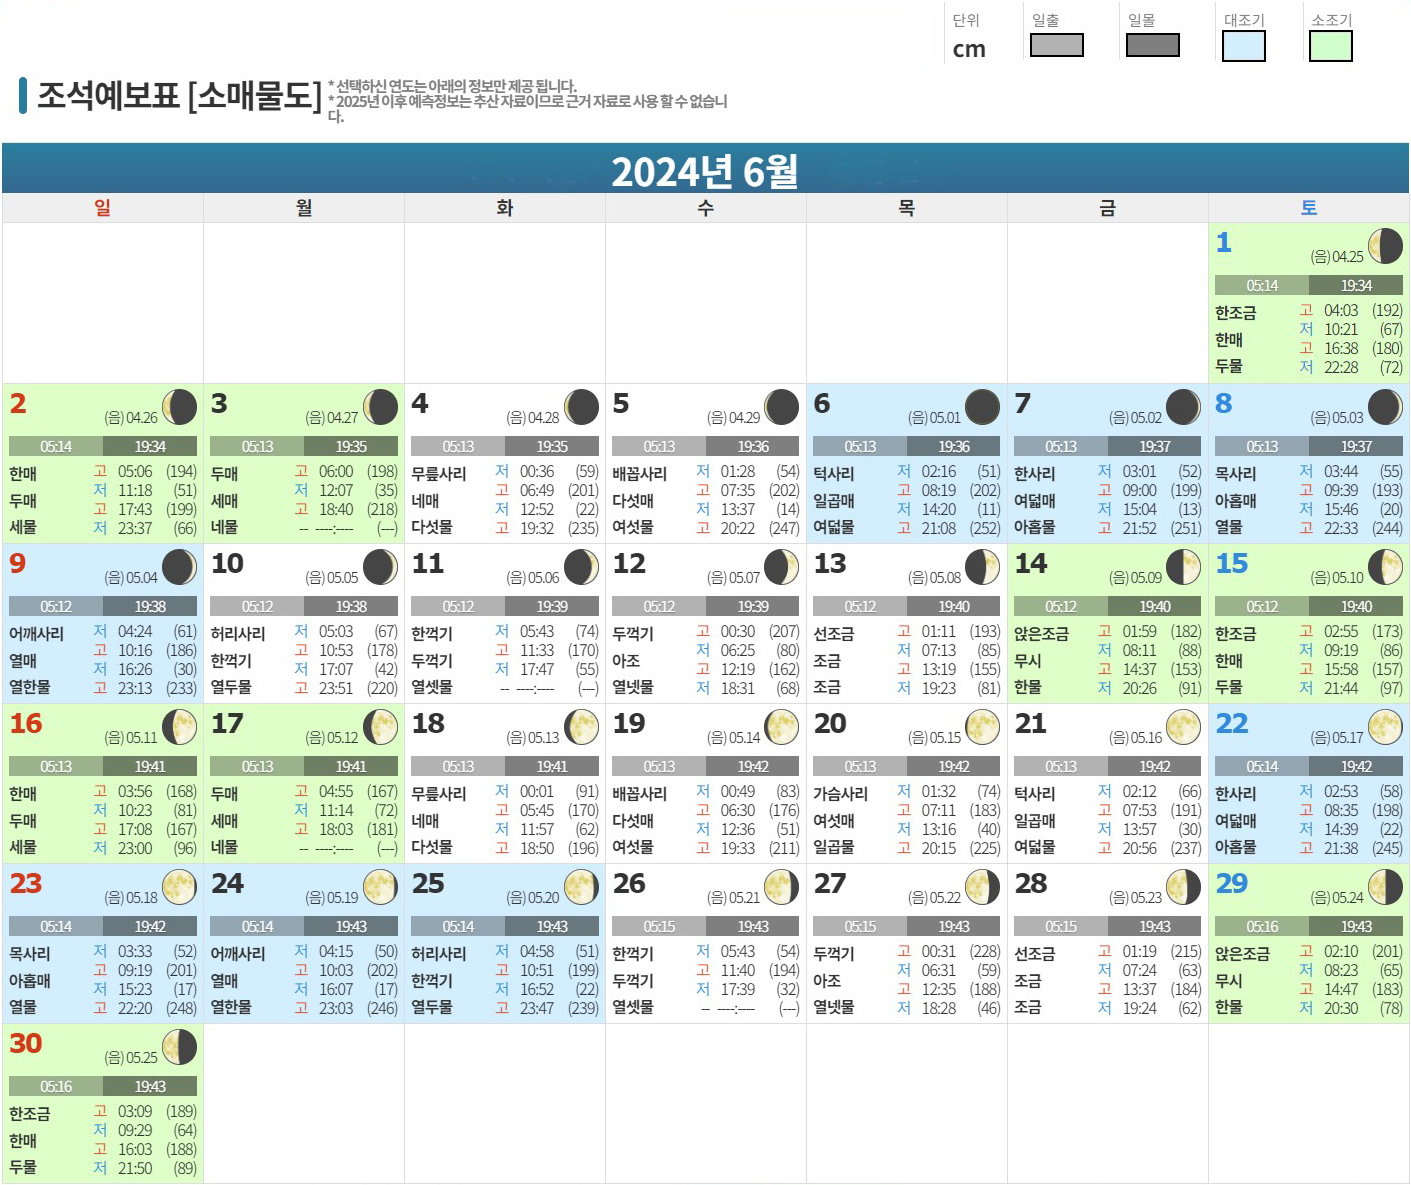 단위 일출 일몰 대조기 소조기
cm
조석예보표 [소매물도]
* 선택하신 연도는 아래의 정보만 제공 됩니다.
* 2025년 이후 예측정보는 추산 자료이므로 근거 자료로 사용 할 수 없습니
다.
2024년 6월
일 월 화 수 목 금 토
1 (음) 04.25
05:14 19:34
한조금 고 04:03 (192)
저 10:21 (67)
한매 고 16:38 (180)
두물 저 22:28 (72)
2 (음) 04.26
05:14 19:34
한매 고 05:06 (194)
두매 저 11:18 (51)
고 17:43 (199)
세물 저 23:37 (66)
3 (음) 04.27
05:13 19:35
두매 고 06:00 (198)
세매 저 12:07 (35)
고 18:40 (218)
네물 -- ----:---- (---)
4 (음) 04.28
05:13 19:35
무릎사리 저 00:36 (59)
네매 고 06:49 (201)
저 12:52 (22)
다섯물 고 19:32 (235)
5 (음) 04.29
05:13 19:36
배꼽사리 저 01:28 (54)
다섯매 고 07:35 (202)
저 13:37 (14)
여섯물 고 20:22 (247)
6 (음) 05.01
05:13 19:36
턱사리 저 02:16 (51)
일곱매 고 08:19 (202)
저 14:20 (11)
여덟물 고 21:08 (252)
7 (음) 05.02
05:13 19:37
한사리 저 03:01 (52)
여덟매 고 09:00 (199)
저 15:04 (13)
아홉물 고 21:52 (251)
8 (음) 05.03
05:13 19:37
목사리 저 03:44 (55)
아홉매 고 09:39 (193)
저 15:46 (20)
열물 고 22:33 (244)
9 (음) 05.04
05:12 19:38
어깨사리 저 04:24 (61)
열매 고 10:16 (186)
저 16:26 (30)
열한물 고 23:13 (233)
10 (음) 05.05
05:12 19:38
허리사리 저 05:03 (67)
한꺽기 고 10:53 (178)
저 17:07 (42)
열두물 고 23:51 (220)
11 (음) 05.06
05:12 19:39
한꺽기 저 05:43 (74)
두꺽기 고 11:33 (170)
저 17:47 (55)
열셋물 -- ----:---- (---)
12 (음) 05.07
05:12 19:39
두꺽기 고 00:30 (207)
아조 저 06:25 (80)
고 12:19 (162)
열넷물 저 18:31 (68)
13 (음) 05.08
05:12 19:40
선조금 고 01:11 (193)
조금 저 07:13 (85)
고 13:19 (155)
조금 저 19:23 (81)
14 (음) 05.09
05:12 19:40
앉은조금 고 01:59 (182)
무시 저 08:11 (88)
고 14:37 (153)
한물 저 20:26 (91)
15 (음) 05.10
05:12 19:40
한조금 고 02:55 (173)
한매 저 09:19 (86)
고 15:58 (157)
두물 저 21:44 (97)
16 (음) 05.11
05:13 19:41
한매 고 03:56 (168)
두매 저 10:23 (81)
고 17:08 (167)
세물 저 23:00 (96)
17 (음) 05.12
05:13 19:41
두매 고 04:55 (167)
세매 저 11:14 (72)
고 18:03 (181)
네물 -- ----:---- (---)
18 (음) 05.13
05:13 19:41
무릎사리 저 00:01 (91)
네매 고 05:45 (170)
저 11:57 (62)
다섯물 고 18:50 (196)
19 (음) 05.14
05:13 19:42
배꼽사리 저 00:49 (83)
다섯매 고 06:30 (176)
저 12:36 (51)
여섯물 고 19:33 (211)
20 (음) 05.15
05:13 19:42
가슴사리 저 01:32 (74)
여섯매 고 07:11 (183)
저 13:16 (40)
일곱물 고 20:15 (225)
21 (음) 05.16
05:13 19:42
턱사리 저 02:12 (66)
일곱매 고 07:53 (191)
저 13:57 (30)
여덟물 고 20:56 (237)
22 (음) 05.17
05:14 19:42
한사리 저 02:53 (58)
여덟매 고 08:35 (198)
저 14:39 (22)
아홉물 고 21:38 (245)
23 (음) 05.18
05:14 19:42
목사리 저 03:33 (52)
아홉매 고 09:19 (201)
저 15:23 (17)
열물 고 22:20 (248)
24 (음) 05.19
05:14 19:43
어깨사리 저 04:15 (50)
열매 고 10:03 (202)
저 16:07 (17)
열한물 고 23:03 (246)
25 (음) 05.20
05:14 19:43
허리사리 저 04:58 (51)
한꺽기 고 10:51 (199)
저 16:52 (22)
열두물 고 23:47 (239)
26 (음) 05.21
05:15 19:43
한꺽기 저 05:43 (54)
두꺽기 고 11:40 (194)
저 17:39 (32)
열셋물 -- ----:---- (---)
27 (음) 05.22
05:15 19:43
두꺽기 고 00:31 (228)
아조 저 06:31 (59)
고 12:35 (188)
열넷물 저 18:28 (46)
28 (음) 05.23
05:15 19:43
선조금 고 01:19 (215)
조금 저 07:24 (63)
고 13:37 (184)
조금 저 19:24 (62)
29 (음) 05.24
05:16 19:43
앉은조금 고 02:10 (201)
무시 저 08:23 (65)
고 14:47 (183)
한물 저 20:30 (78)
30 (음) 05.25
05:16 19:43
한조금 고 03:09 (189)
한매 저 09:29 (64)
고 16:03 (188)
두물 저 21:50 (89)